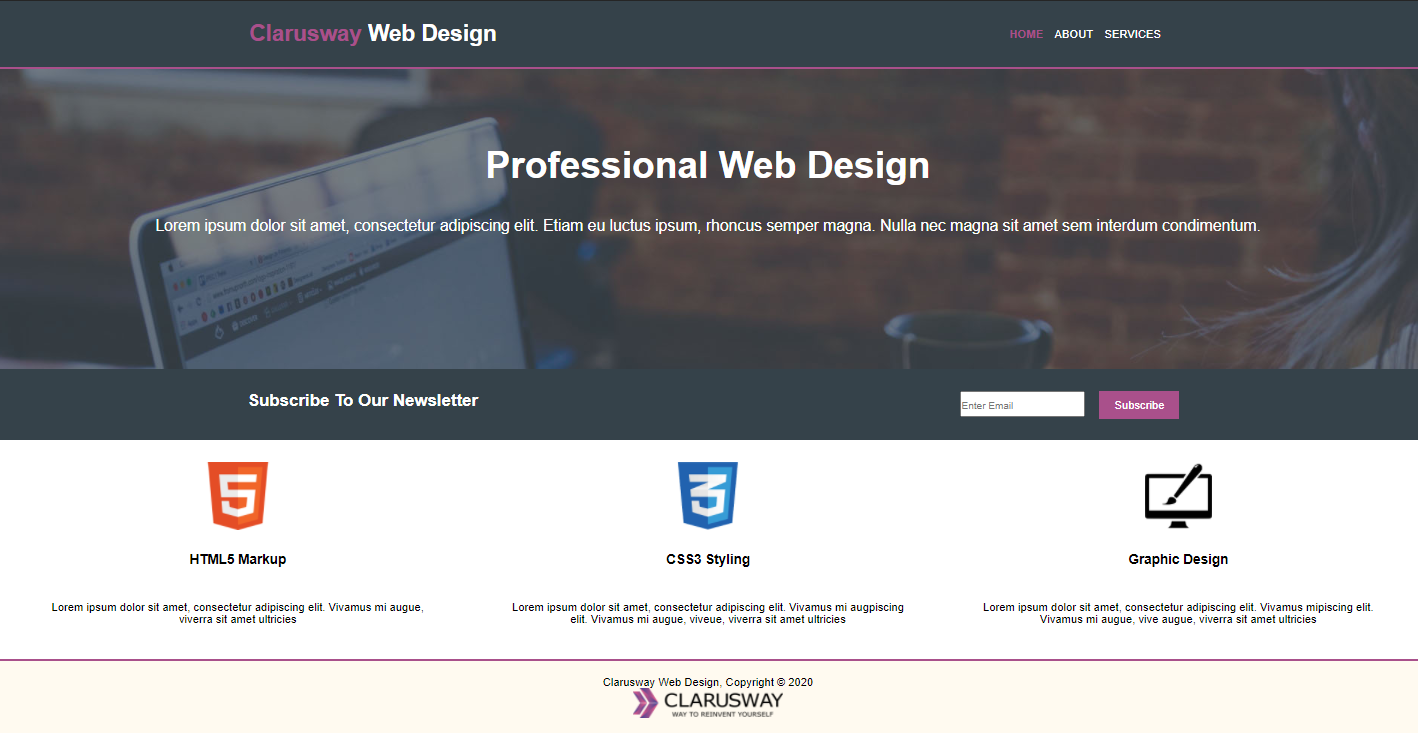 Clarusway Web Design
HOME ABOUT SERVICES
Professional Web Design
Lorem ipsum dolor sit amet, consectetur adipiscing elit. Etiam eu luctus ipsum, rhoncus semper magna. Nulla nec magna sit amet sem interdum condimentum.
Subscribe To Our Newsletter
Enter Email
Subscribe
HTML5 Markup
Lorem ipsum dolor sit amet, consectetur adipiscing elit. Vivamus mi augue,
viverra sit amet ultricies
CSS3 Styling
Lorem ipsum dolor sit amet, consectetur adipiscing elit. Vivamus mi augpiscing
elit. Vivamus mi augue, viveue, viverra sit amet ultricies
Graphic Design
Lorem ipsum dolor sit amet, consectetur adipiscing elit. Vivamus mipiscing elit.
Vivamus mi augue, vive augue, viverra sit amet ultricies
Clarusway Web Design, Copyright © 2020
CLARUSWAY
WAY TO REINVENT YOURSELF